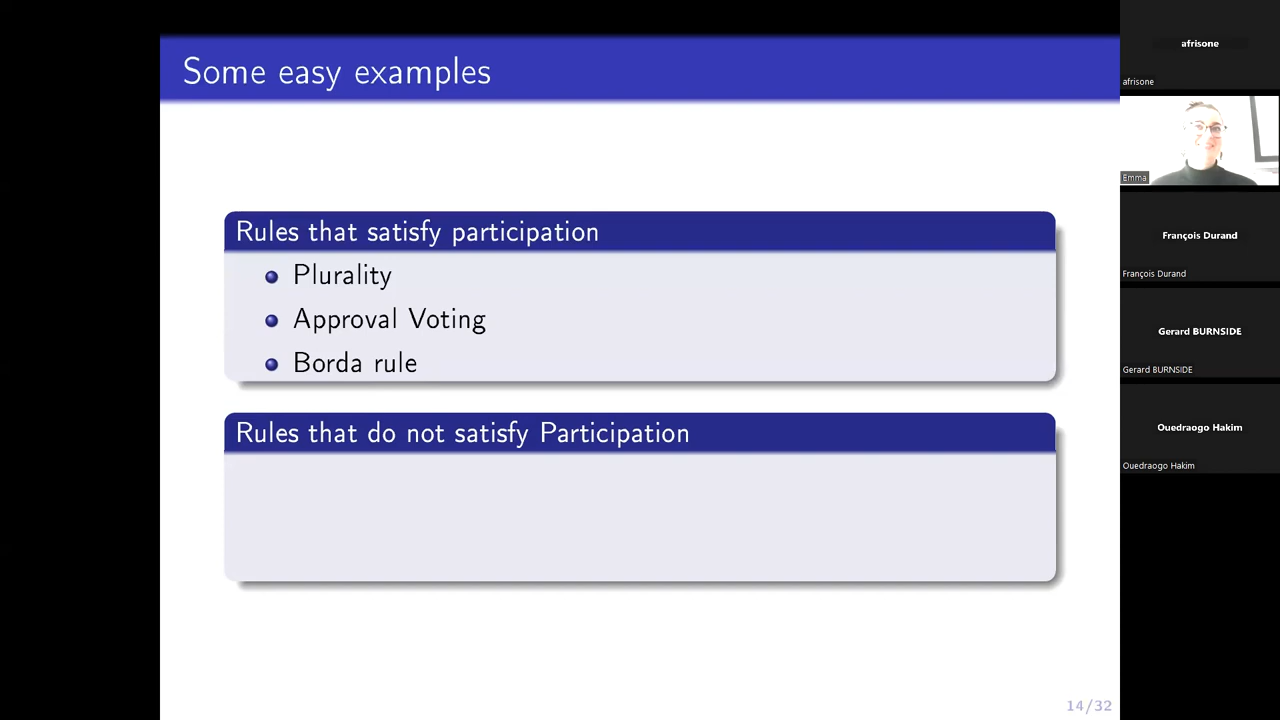 Some easy examples
Rules that satisfy participation
Plurality
Approval Voting
Borda rule
Rules that do not satisfy Participation
14/32
afrisone
afrisone
Emma
François Durand
François Durand
Gerard BURNSIDE
Gerard BURNSIDE
Ouedraogo Hakim
Ouedraogo Hakim